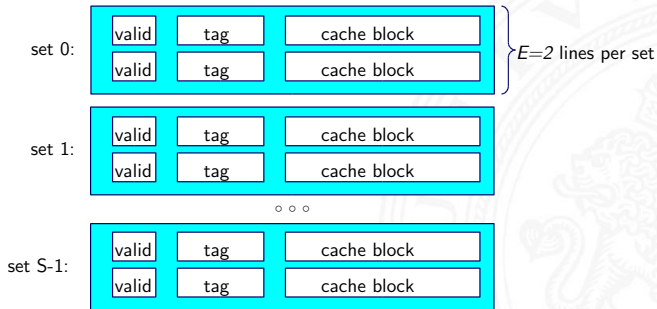 valid tag cache block
set 0: E=2 lines per set
valid tag cache block
valid tag cache block
set 1:
valid tag cache block
∘ ∘ ∘
valid tag cache block
set S-1:
valid tag cache block